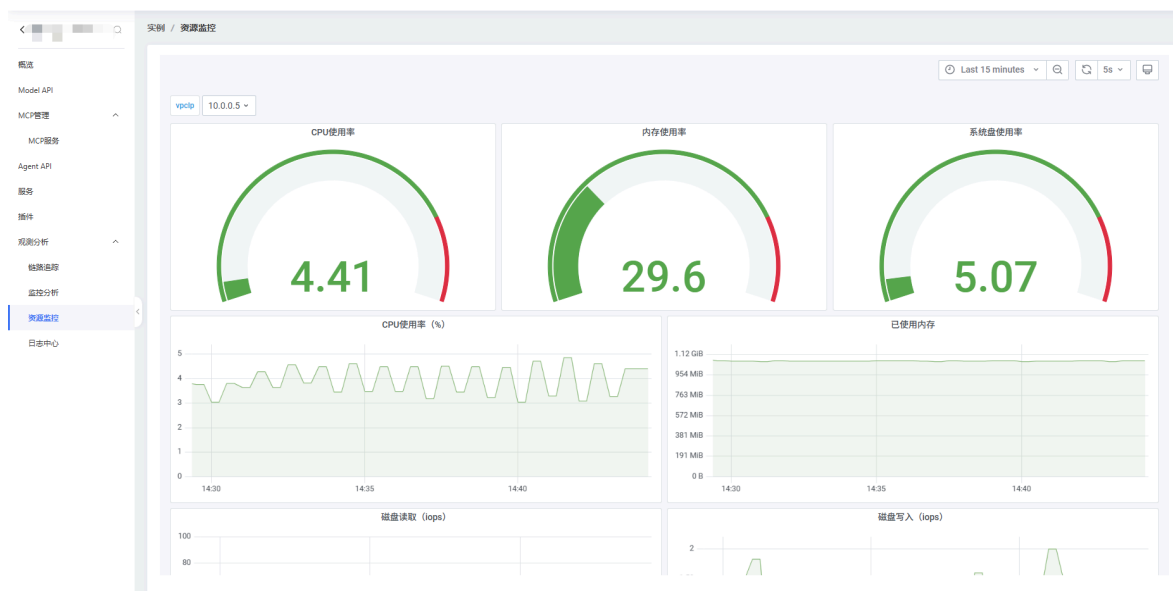 实例 / 资源监控
概览
Model API
MCP管理
MCP服务
Agent API
服务
插件
观测分析
链路追踪
监控分析
资源监控
日志中心
Last 15 minutes
5s
vpcIp 10.0.0.5
CPU使用率
4.41
内存使用率
29.6
系统盘使用率
5.07
CPU使用率（%）
5
4
3
2
1
0
14:30 14:35 14:40
已使用内存
1.12 GiB
954 MiB
763 MiB
572 MiB
381 MiB
191 MiB
0 B
14:30 14:35 14:40
磁盘读取（iops）
100
80
磁盘写入（iops）
2